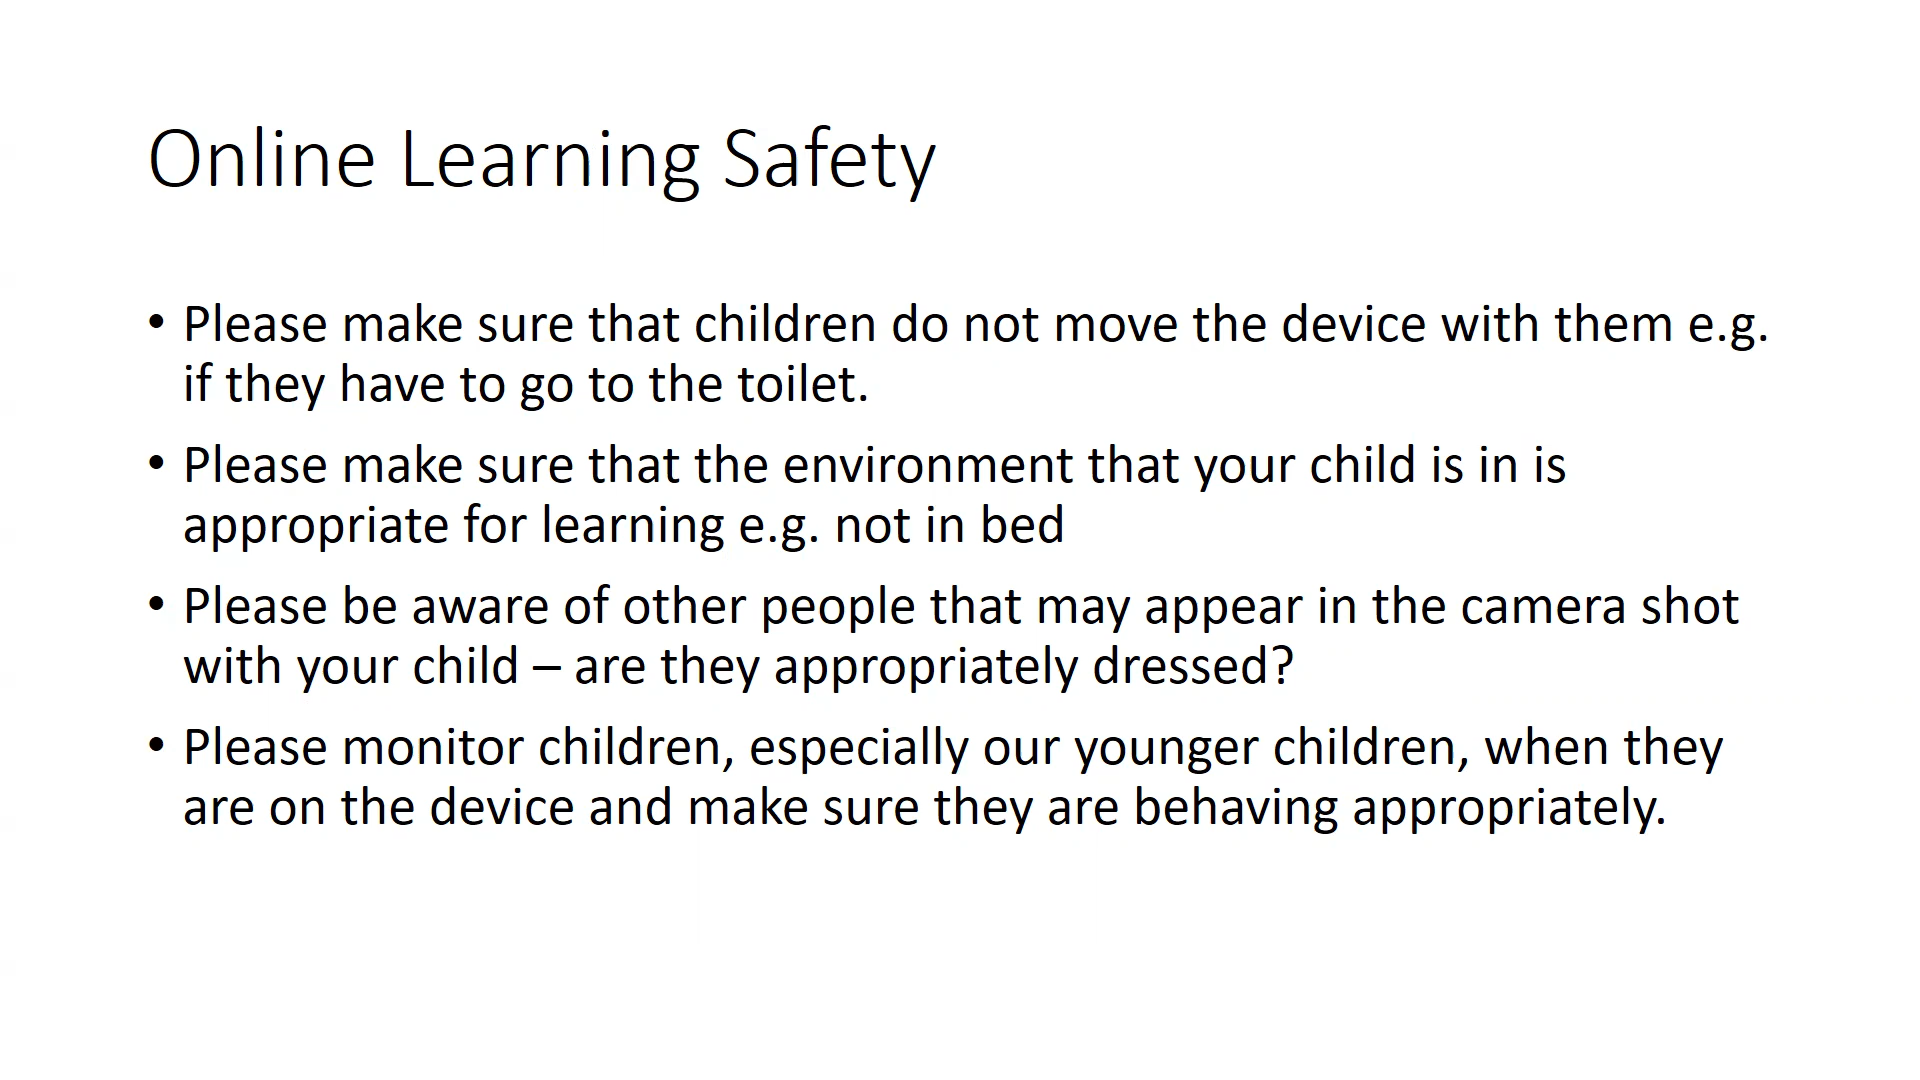 Online Learning Safety
• Please make sure that children do not move the device with them e.g.
if they have to go to the toilet.
• Please make sure that the environment that your child is in is
appropriate for learning e.g. not in bed
• Please be aware of other people that may appear in the camera shot
with your child – are they appropriately dressed?
• Please monitor children, especially our younger children, when they
are on the device and make sure they are behaving appropriately.